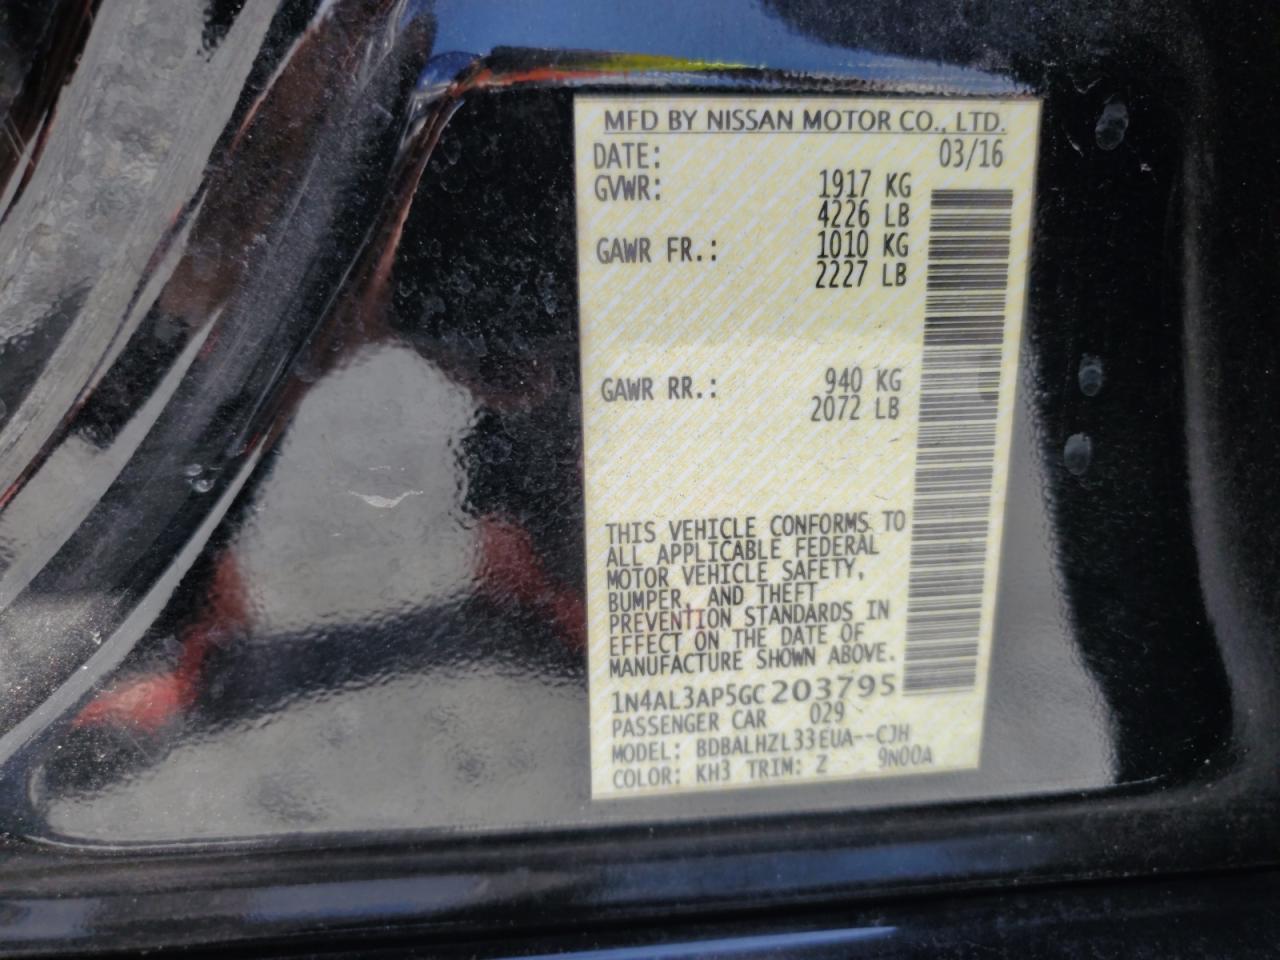 MFD BY NISSAN MOTOR CO., LTD.
DATE: 03/16
GVWR: 1917 KG
4226 LB
GAWR FR.: 1010 KG
2227 LB
GAWR RR.: 940 KG
2072 LB
THIS VEHICLE CONFORMS TO
ALL APPLICABLE FEDERAL
MOTOR VEHICLE SAFETY,
BUMPER, AND THEFT
PREVENTION STANDARDS IN
EFFECT ON THE DATE OF
MANUFACTURE SHOWN ABOVE.
1N4AL3AP5GC203795
PASSENGER CAR 029
MODEL: BDBALHZL33EUA--CJH
COLOR: KH3 TRIM: Z 9N00A